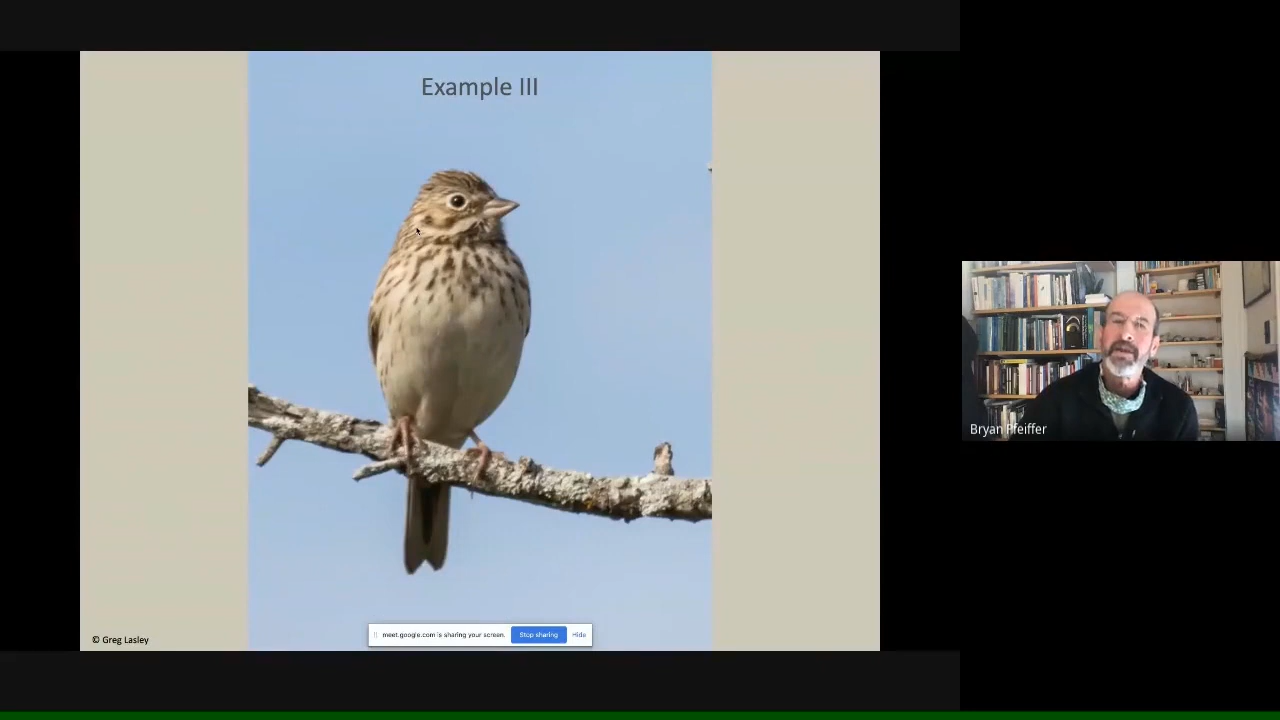 Example III
Bryan Pfeiffer
© Greg Lasley
meet.google.com is sharing your screen. Stop sharing Hide